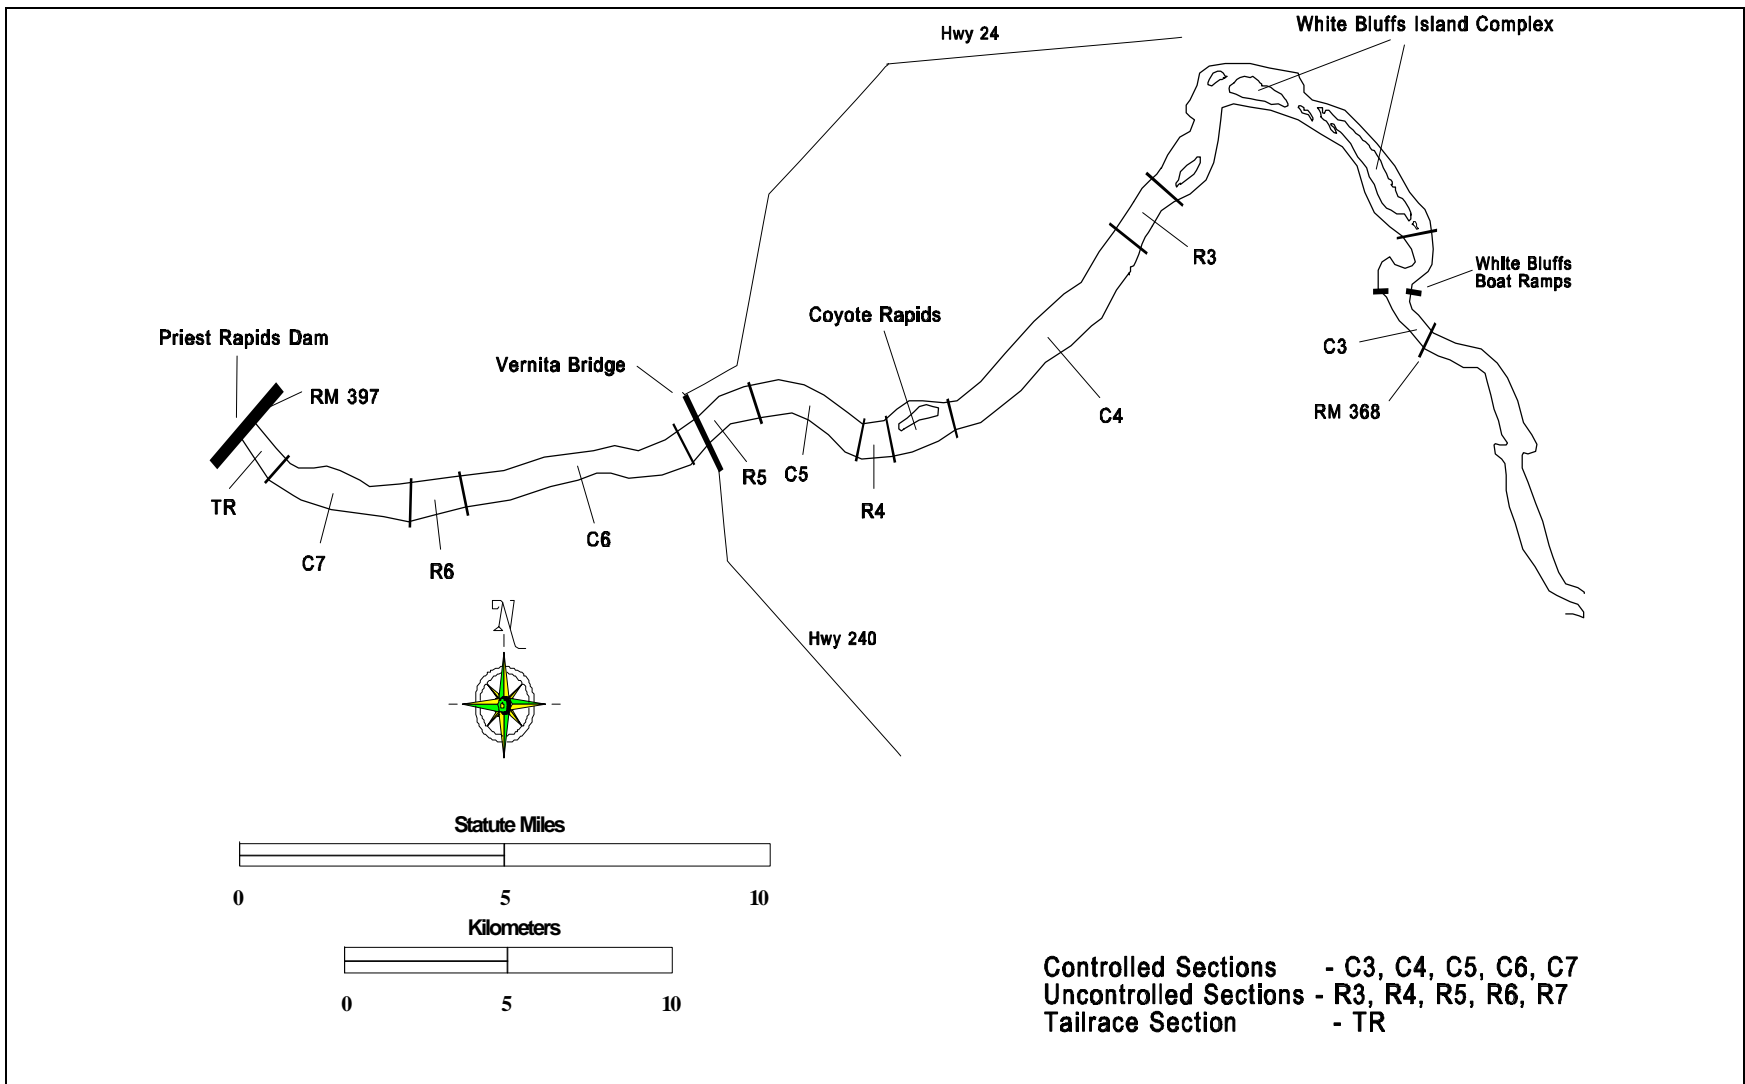 White Bluffs Island Complex
Hwy 24
R3
White Bluffs
Boat Ramps
Coyote Rapids
C3
Priest Rapids Dam
Vernita Bridge
RM 397
RM 368
C4
R5
C5
TR
R4
C6
C7
R6
N
Hwy 240
Statute Miles
0 5 10
Kilometers
0 5 10
Controlled Sections - C3, C4, C5, C6, C7
Uncontrolled Sections - R3, R4, R5, R6, R7
Tailrace Section - TR